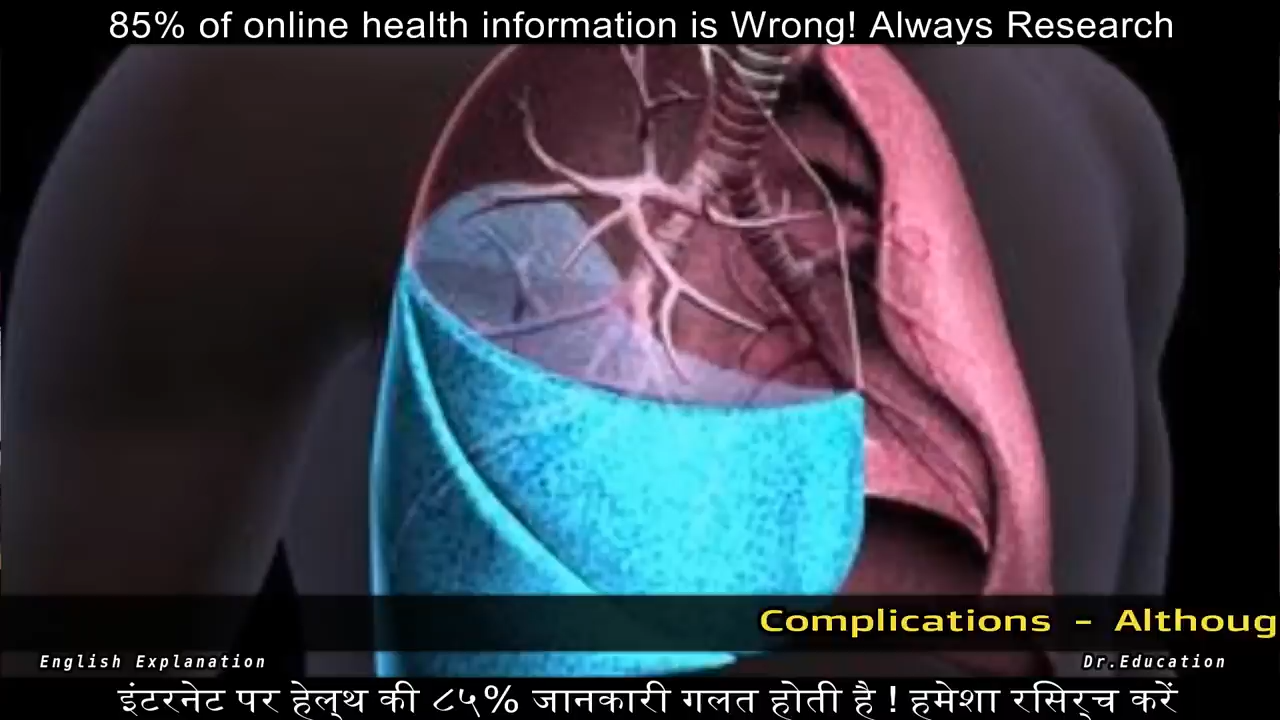 85% of online health information is Wrong! Always Research
Complications - Althoug
English Explanation
Dr.Education
इंटरनेट पर हेल्थ की ८५% जानकारी गलत होती है ! हमेशा रिसर्च करें